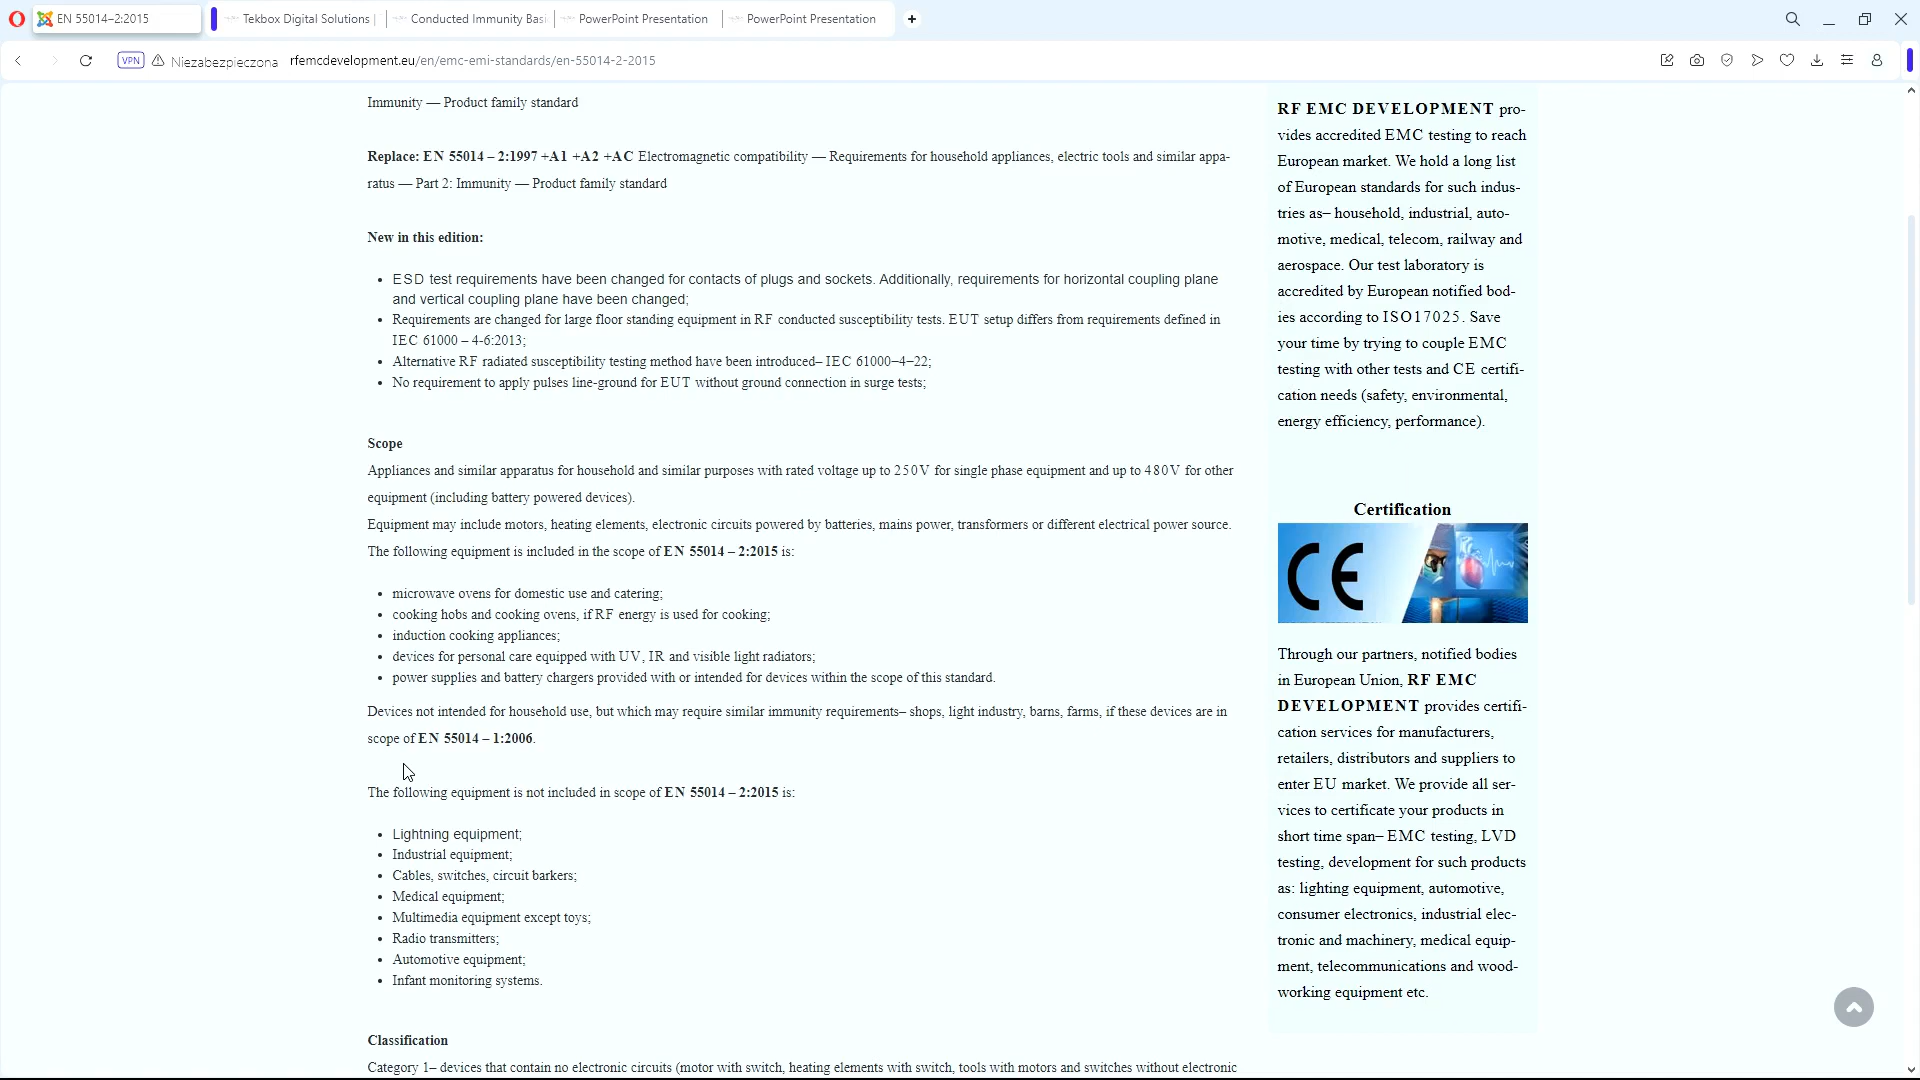 EN 55014–2:2015
Tekbox Digital Solutions
Conducted Immunity Basi
PowerPoint Presentation
PowerPoint Presentation
VPN
Niezabezpieczona
rfemcdevelopment.eu/en/emc-emi-standards/en-55014-2-2015
Immunity — Product family standard
Replace: EN 55014 – 2:1997 +A1 +A2 +AC Electromagnetic compatibility — Requirements for household appliances, electric tools and similar appa-
ratus — Part 2: Immunity — Product family standard
New in this edition:
• ESD test requirements have been changed for contacts of plugs and sockets. Additionally, requirements for horizontal coupling plane
and vertical coupling plane have been changed;
• Requirements are changed for large floor standing equipment in RF conducted susceptibility tests. EUT setup differs from requirements defined in
IEC 61000 – 4-6:2013;
• Alternative RF radiated susceptibility testing method have been introduced– IEC 61000–4–22;
• No requirement to apply pulses line-ground for EUT without ground connection in surge tests;
Scope
Appliances and similar apparatus for household and similar purposes with rated voltage up to 250V for single phase equipment and up to 480V for other
equipment (including battery powered devices).
Equipment may include motors, heating elements, electronic circuits powered by batteries, mains power, transformers or different electrical power source.
The following equipment is included in the scope of EN 55014 – 2:2015 is:
• microwave ovens for domestic use and catering;
• cooking hobs and cooking ovens, if RF energy is used for cooking;
• induction cooking appliances;
• devices for personal care equipped with UV, IR and visible light radiators;
• power supplies and battery chargers provided with or intended for devices within the scope of this standard.
Devices not intended for household use, but which may require similar immunity requirements– shops, light industry, barns, farms, if these devices are in
scope of EN 55014 – 1:2006.
The following equipment is not included in scope of EN 55014 – 2:2015 is:
• Lightning equipment;
• Industrial equipment;
• Cables, switches, circuit barkers;
• Medical equipment;
• Multimedia equipment except toys;
• Radio transmitters;
• Automotive equipment;
• Infant monitoring systems.
Classification
Category 1– devices that contain no electronic circuits (motor with switch, heating elements with switch, tools with motors and switches without electronic
RF EMC DEVELOPMENT pro-
vides accredited EMC testing to reach
European market. We hold a long list
of European standards for such indus-
tries as– household, industrial, auto-
motive, medical, telecom, railway and
aerospace. Our test laboratory is
accredited by European notified bod-
ies according to ISO17025. Save
your time by trying to couple EMC
testing with other tests and CE certifi-
cation needs (safety, environmental,
energy efficiency, performance).
Certification
CE
Through our partners, notified bodies
in European Union, RF EMC
DEVELOPMENT provides certifi-
cation services for manufacturers,
retailers, distributors and suppliers to
enter EU market. We provide all ser-
vices to certificate your products in
short time span– EMC testing, LVD
testing, development for such products
as: lighting equipment, automotive,
consumer electronics, industrial elec-
tronic and machinery, medical equip-
ment, telecommunications and wood-
working equipment etc.